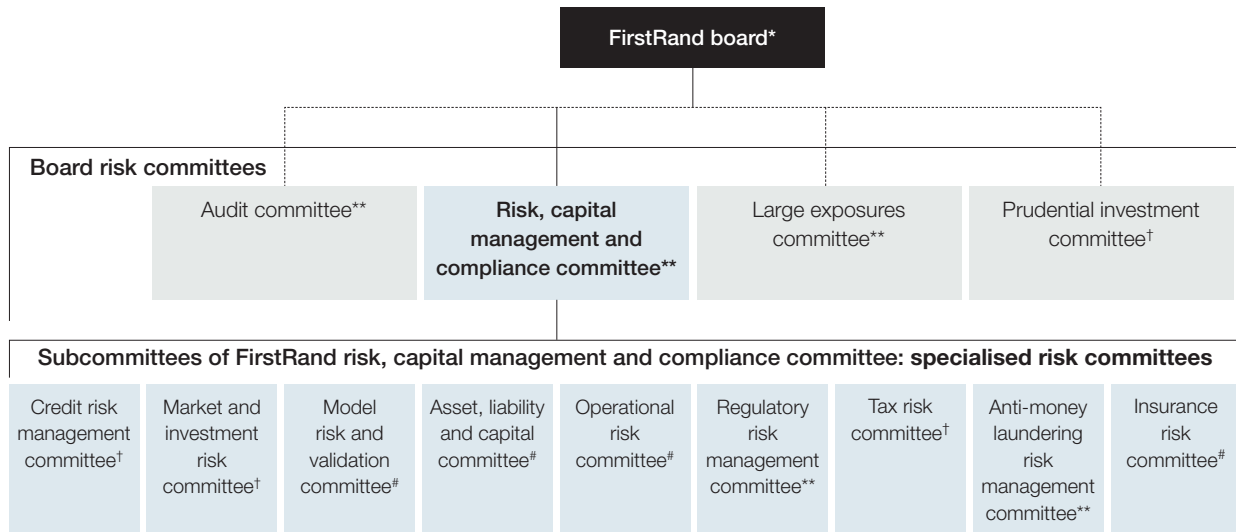 FirstRand board*
Board risk committees
Audit committee**
Risk, capital
management and
compliance committee**
Large exposures
committee**
Prudential investment
committee†
Subcommittees of FirstRand risk, capital management and compliance committee: specialised risk committees
Credit risk
management
committee†
Market and
investment
risk
committee†
Model
risk and
validation
committee#
Asset, liability
and capital
committee#
Operational
risk
committee#
Regulatory
risk
management
committee**
Tax risk
committee†
Anti-money
laundering
risk
management
committee**
Insurance
risk
committee#